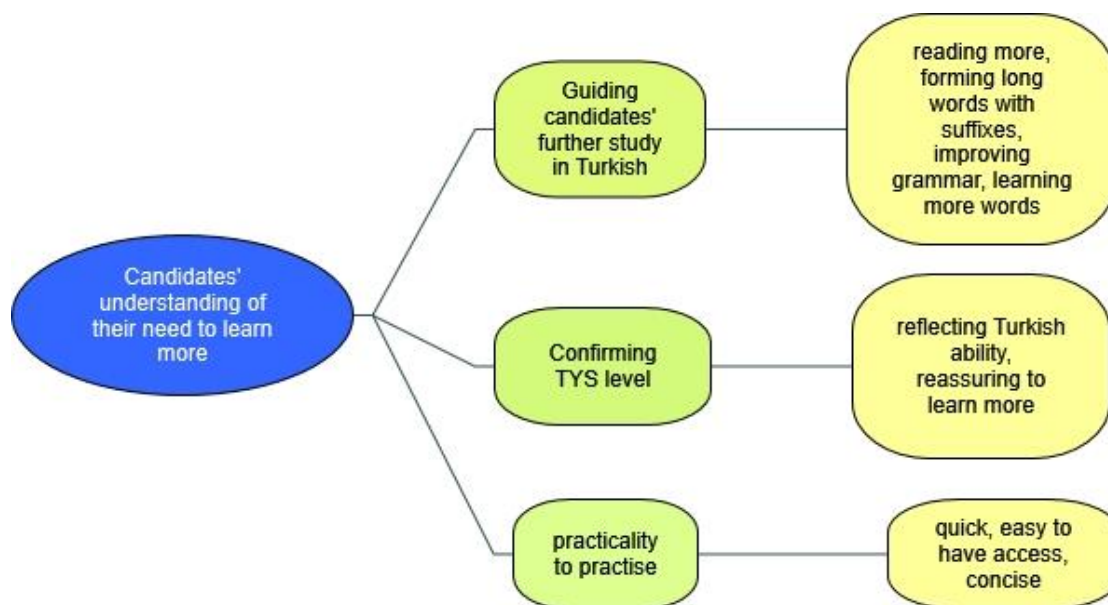 Candidates'
understanding of
their need to learn
more
Guiding
candidates'
further study
in Turkish
reading more,
forming long
words with
suffixes,
improving
grammar, learning
more words
Confirming
TYS level
reflecting Turkish
ability,
reassuring to
learn more
practicality
to practise
quick, easy to
have access,
concise